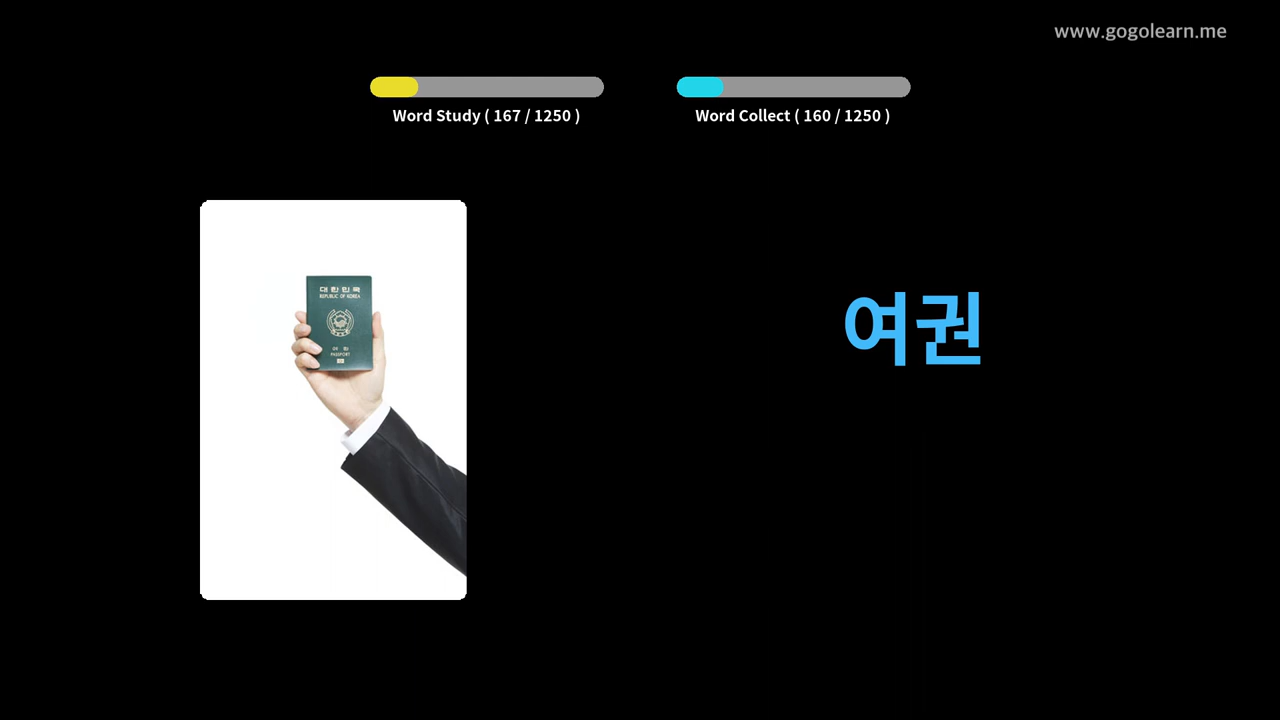 www.gogolearn.me
Word Study ( 167 / 1250 )
Word Collect ( 160 / 1250 )
대한민국
REPUBLIC OF KOREA
여권
PASSPORT
여권